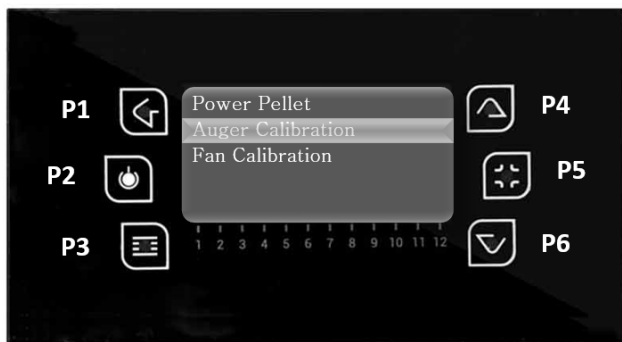 P1
P2
P3
Power Pellet
Auger Calibration
Fan Calibration
1 2 3 4 5 6 7 8 9 10 11 12
P4
P5
P6